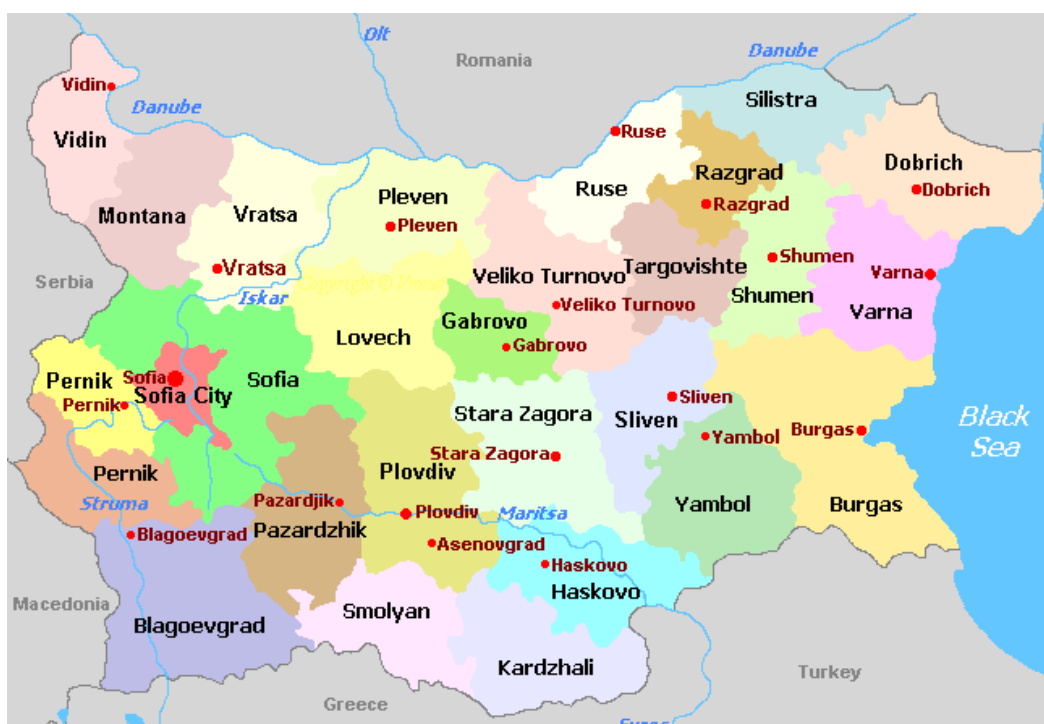 Olt
Romania
Danube
Vidin
Danube
Silistra
Vidin
Ruse
Dobrich
Razgrad
Ruse
Pleven
Dobrich
Montana
Vratsa
Razgrad
Pleven
Vratsa
Shumen
Targovishte
Veliko Turnovo
Varna
Serbia
Iskar
Shumen
Veliko Turnovo
Varna
Gabrovo
Lovech
Gabrovo
Pernik
Sofia
Sofia
Sofia City
Sliven
Pernik
Stara Zagora
Sliven
Black
Sea
Yambol
Burgas
Stara Zagora
Pernik
Plovdiv
Struma
Pazardjik
Plovdiv
Maritsa
Yambol
Burgas
Pazardzhik
Blagoevgrad
Asenovgrad
Haskovo
Haskovo
Macedonia
Smolyan
Blagoevgrad
Kardzhali
Turkey
Greece